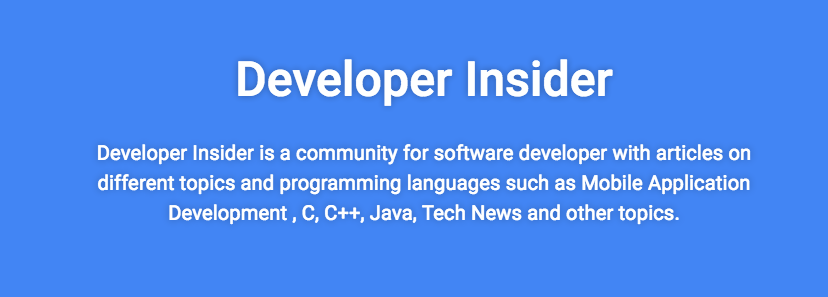 Developer Insider
Developer Insider is a community for software developer with articles on
different topics and programming languages such as Mobile Application
Development , C, C++, Java, Tech News and other topics.